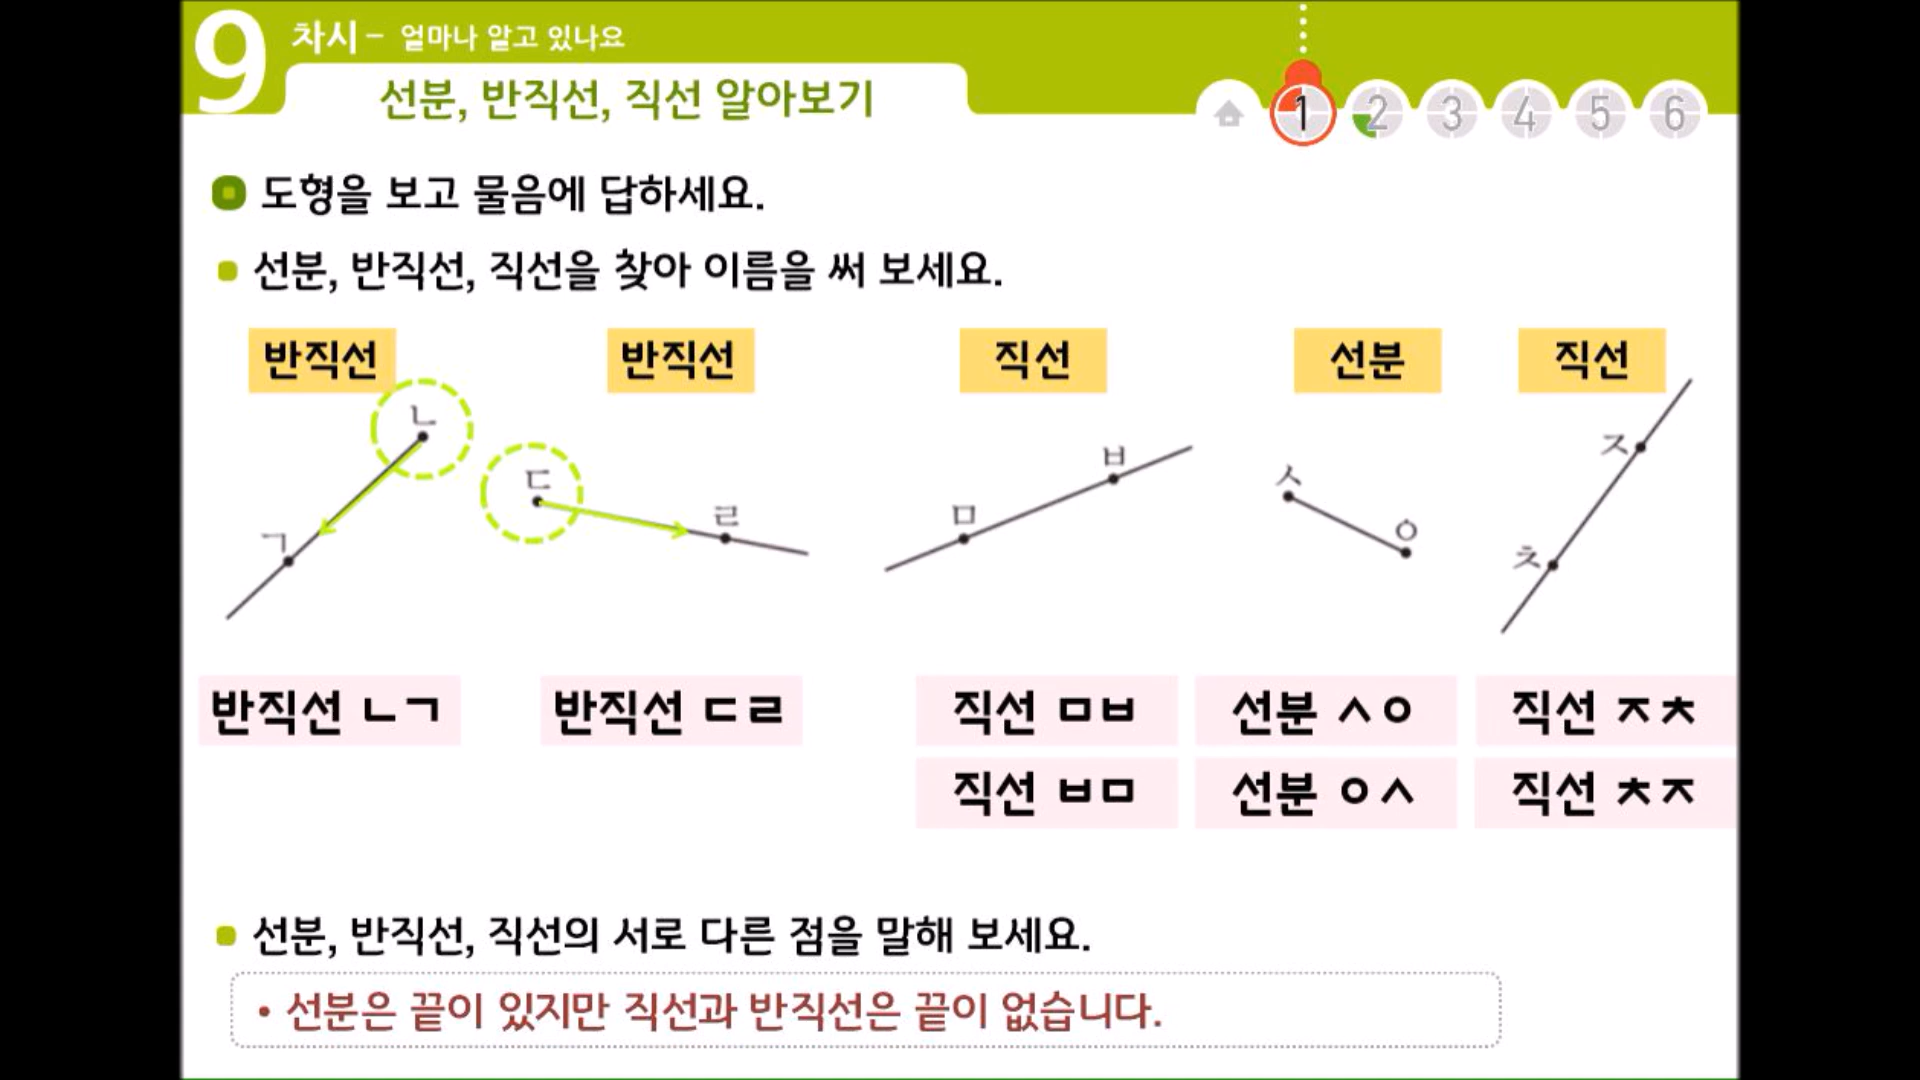 9 차시 - 얼마나 알고 있나요
선분, 반직선, 직선 알아보기
1 2 3 4 5 6
도형을 보고 물음에 답하세요.
선분, 반직선, 직선을 찾아 이름을 써 보세요.
반직선 반직선 직선 선분 직선
ㄴ
ㄱ
ㄷ
ㄹ
ㅁ
ㅂ
ㅅ
ㅇ
ㅈ
ㅊ
반직선 ㄴㄱ 반직선 ㄷㄹ 직선 ㅁㅂ 선분 ㅅㅇ 직선 ㅈㅊ
직선 ㅂㅁ 선분 ㅇㅅ 직선 ㅊㅈ
선분, 반직선, 직선의 서로 다른 점을 말해 보세요.
• 선분은 끝이 있지만 직선과 반직선은 끝이 없습니다.